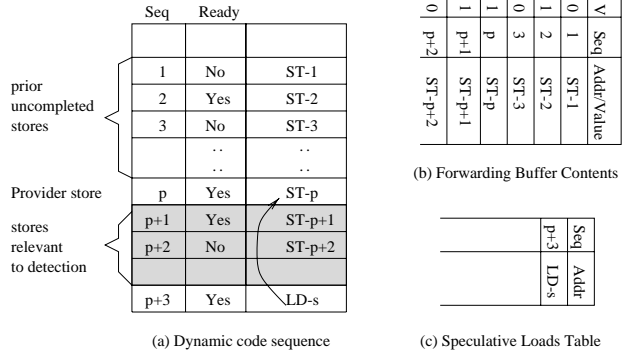 Seq Ready
1 No ST-1
2 Yes ST-2
3 No ST-3
. . . .
. . . .
p Yes ST-p
p+1 Yes ST-p+1
p+2 No ST-p+2
p+3 Yes LD-s
prior
uncompleted
stores
Provider store
stores
relevant
to detection
(a) Dynamic code sequence
V Seq Addr/Value
0 1 ST-1
1 2 ST-2
0 3 ST-3
1 p ST-p
1 p+1 ST-p+1
0 p+2 ST-p+2
(b) Forwarding Buffer Contents
Seq Addr
p+3 LD-s
(c) Speculative Loads Table